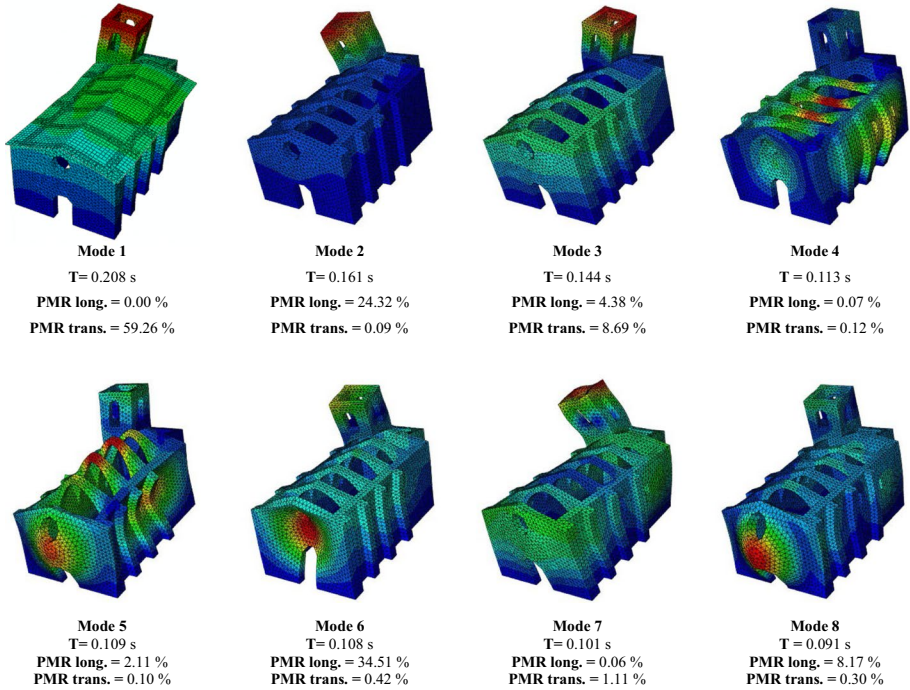 Mode 1
T= 0.208 s
PMR long. = 0.00 %
PMR trans. = 59.26 %
Mode 2
T= 0.161 s
PMR long. = 24.32 %
PMR trans. = 0.09 %
Mode 3
T= 0.144 s
PMR long. = 4.38 %
PMR trans. = 8.69 %
Mode 4
T = 0.113 s
PMR long. = 0.07 %
PMR trans. = 0.12 %
Mode 5
T= 0.109 s
PMR long. = 2.11 %
PMR trans. = 0.10 %
Mode 6
T= 0.108 s
PMR long. = 34.51 %
PMR trans. = 0.42 %
Mode 7
T= 0.101 s
PMR long. = 0.06 %
PMR trans. = 1.11 %
Mode 8
T = 0.091 s
PMR long. = 8.17 %
PMR trans. = 0.30 %